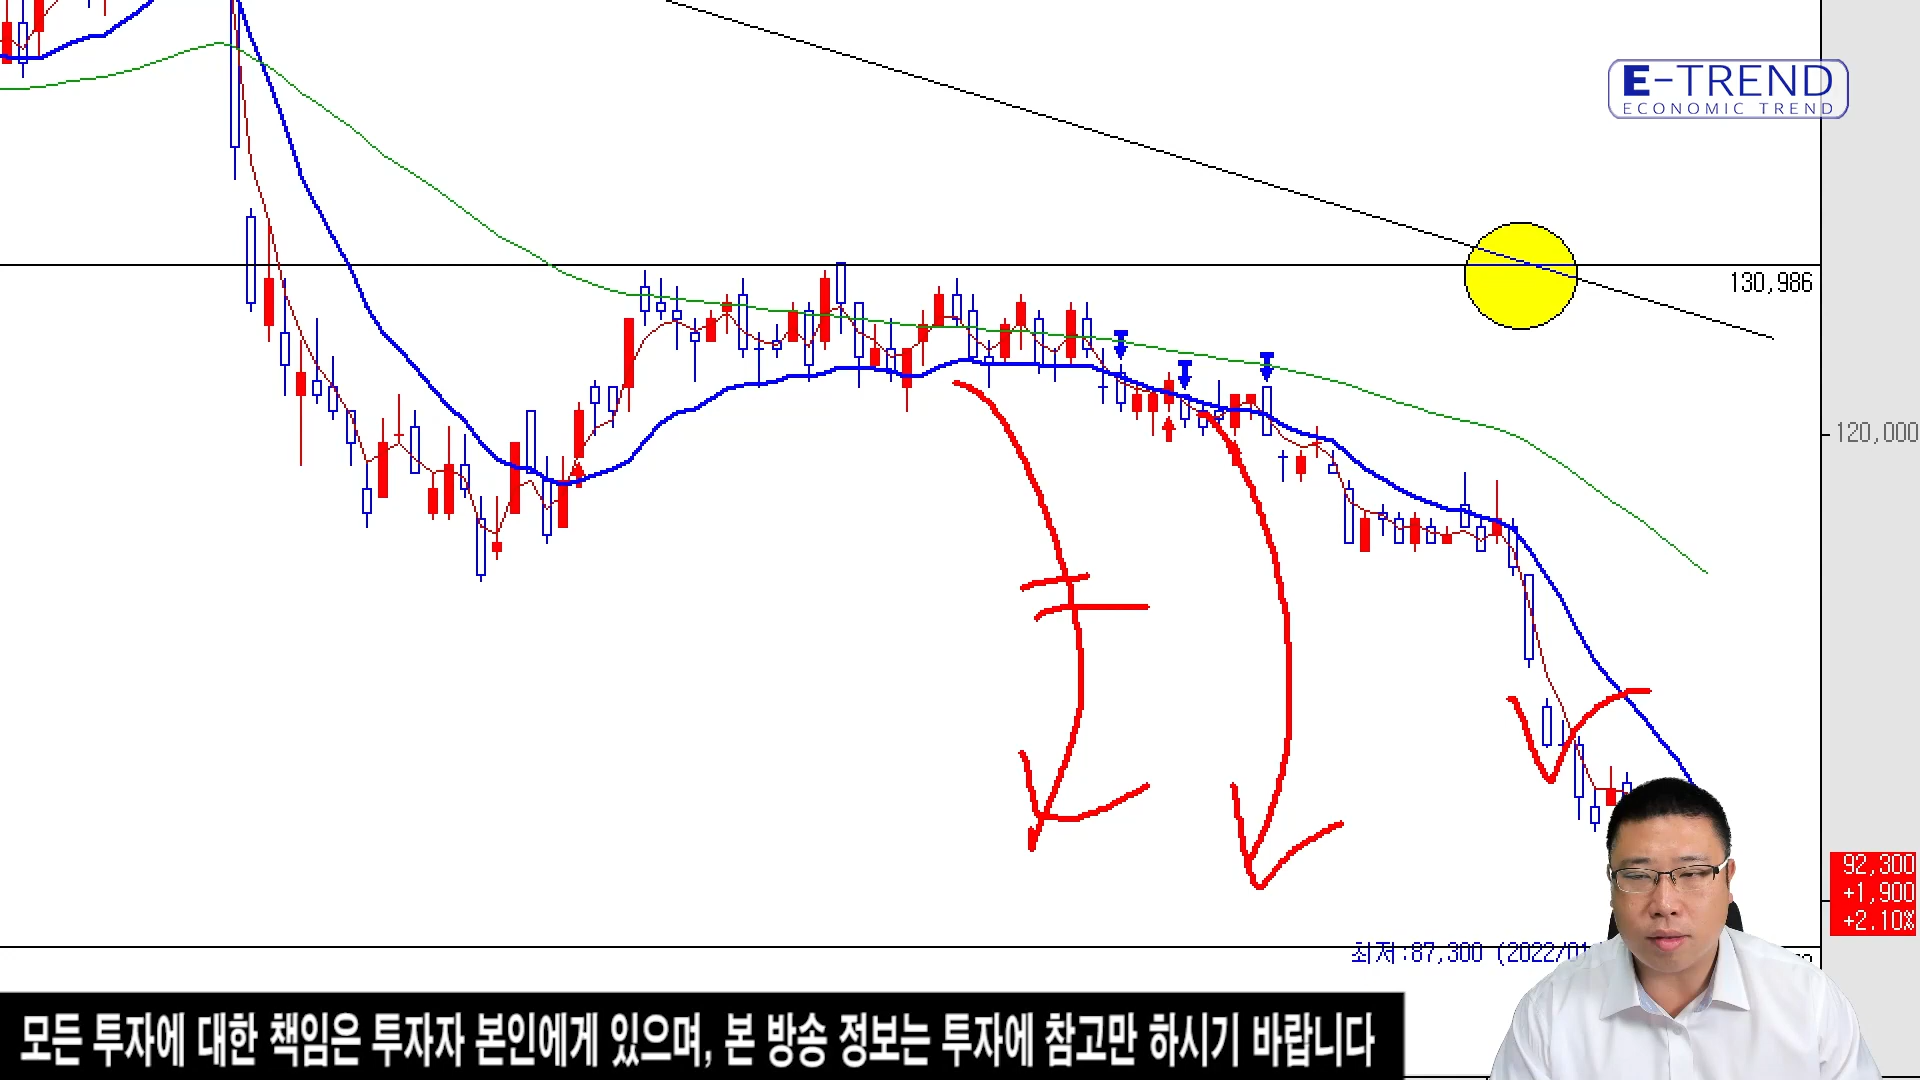 E-TREND
ECONOMIC TREND
130,986
120,000
92,300
+1,900
+2.10%
최저:87,300 (2022/01
모든 투자에 대한 책임은 투자자 본인에게 있으며, 본 방송 정보는 투자에 참고만 하시기 바랍니다